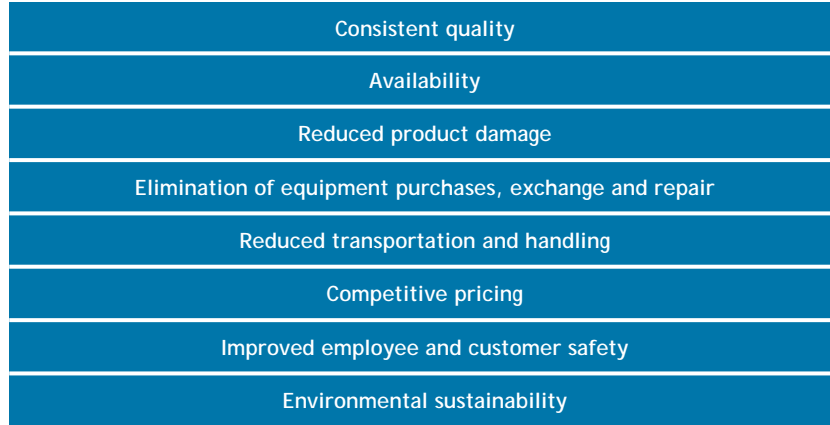 Consistent quality
Availability
Reduced product damage
Elimination of equipment purchases, exchange and repair
Reduced transportation and handling
Competitive pricing
Improved employee and customer safety
Environmental sustainability